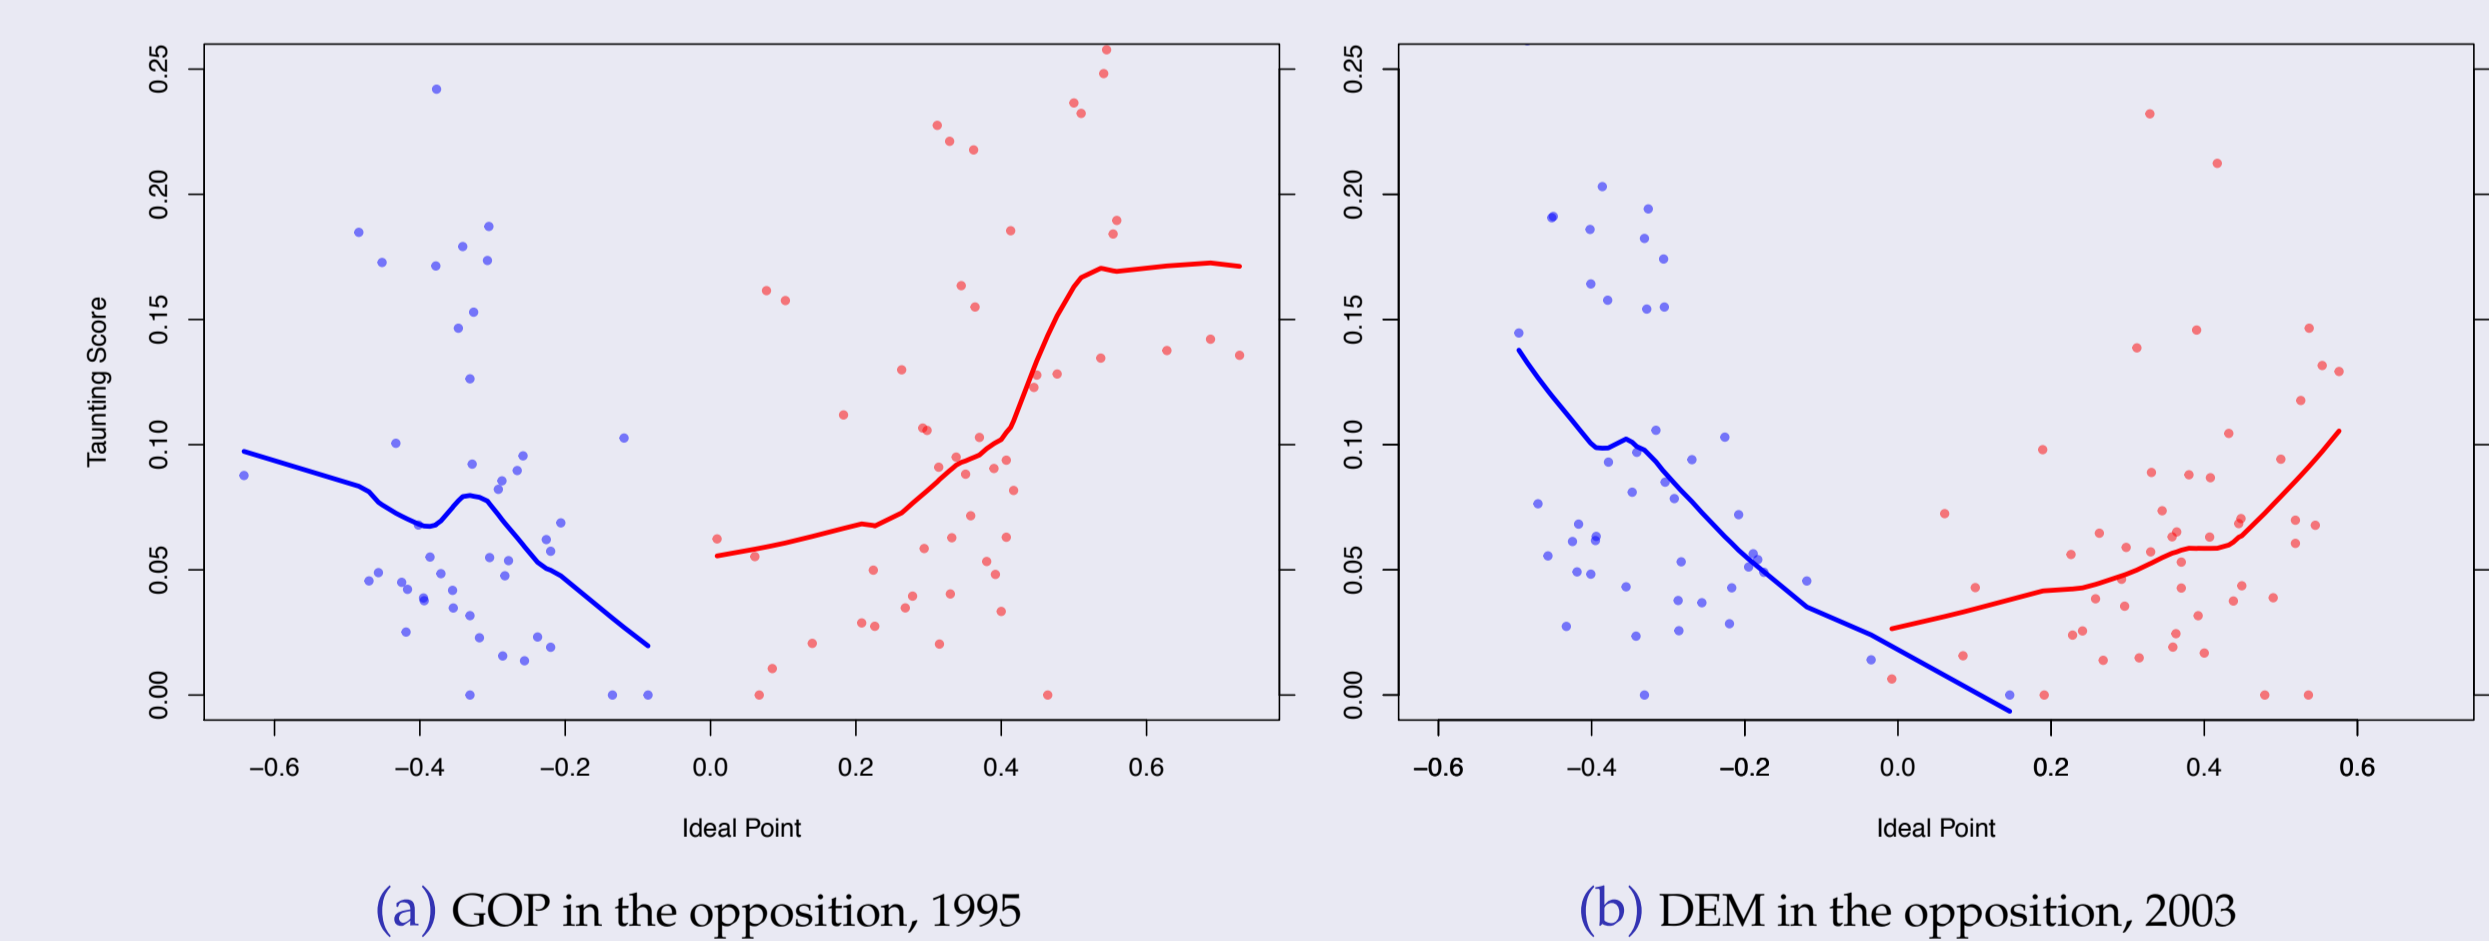 0.25
0.20
0.15
0.10
0.05
0.00
Taunting Score
−0.6 −0.4 −0.2 0.0 0.2 0.4 0.6
Ideal Point
(a) GOP in the opposition, 1995
0.25
0.20
0.15
0.10
0.05
0.00
−0.6 −0.4 −0.2 0.0 0.2 0.4 0.6
Ideal Point
(b) DEM in the opposition, 2003